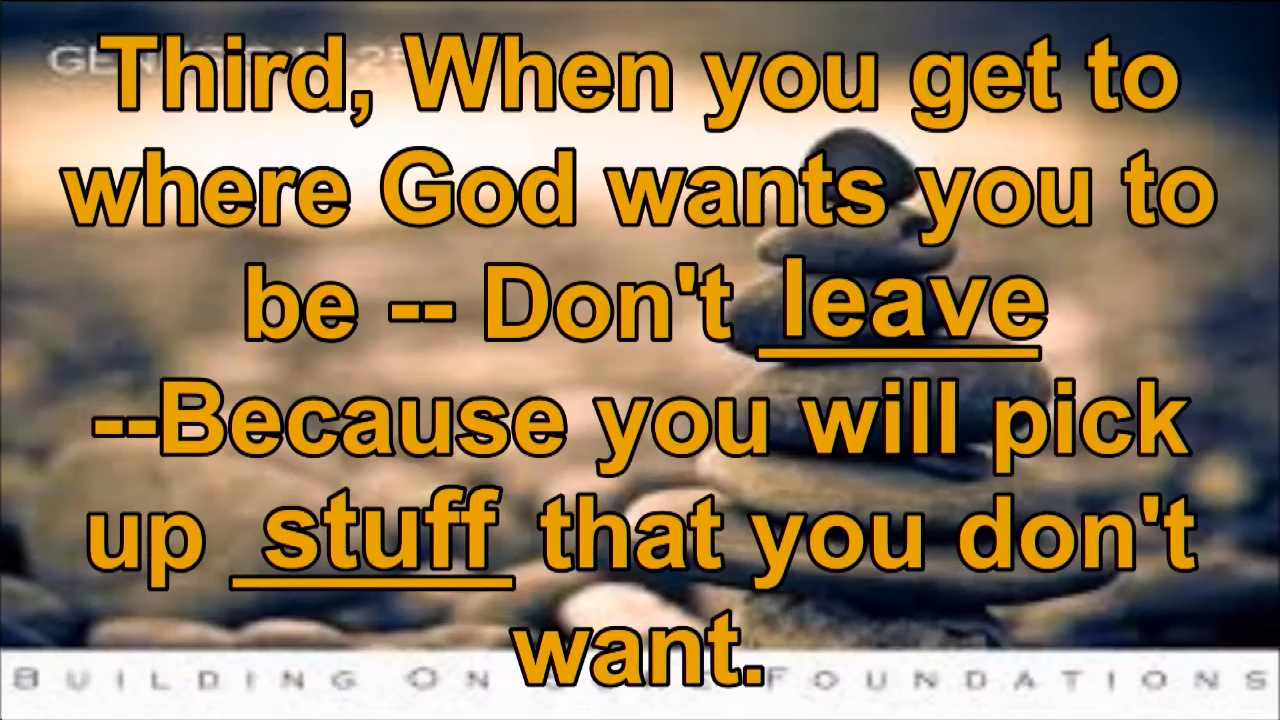 Third, When you get to
where God wants you to
be -- Don't leave
--Because you will pick
up stuff that you don't
want.
BUILDING ON FOUNDATIONS